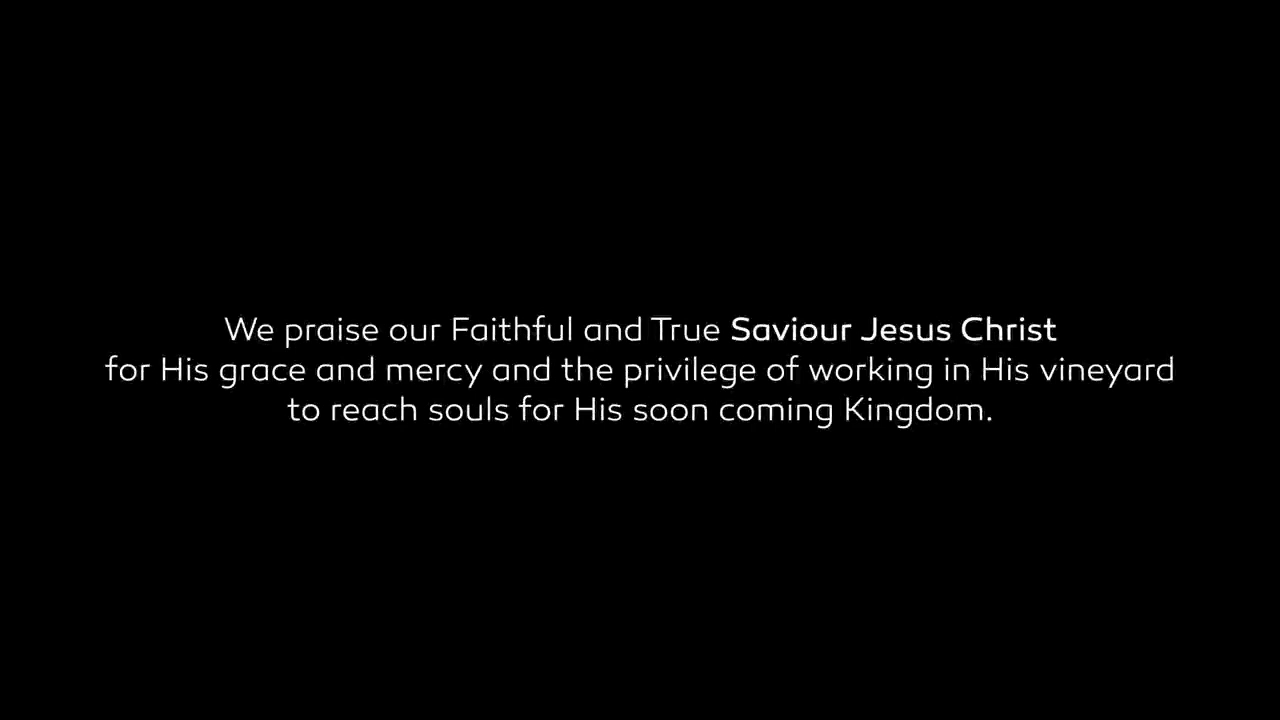 We praise our Faithful and True Saviour Jesus Christ
for His grace and mercy and the privilege of working in His vineyard
to reach souls for His soon coming Kingdom.